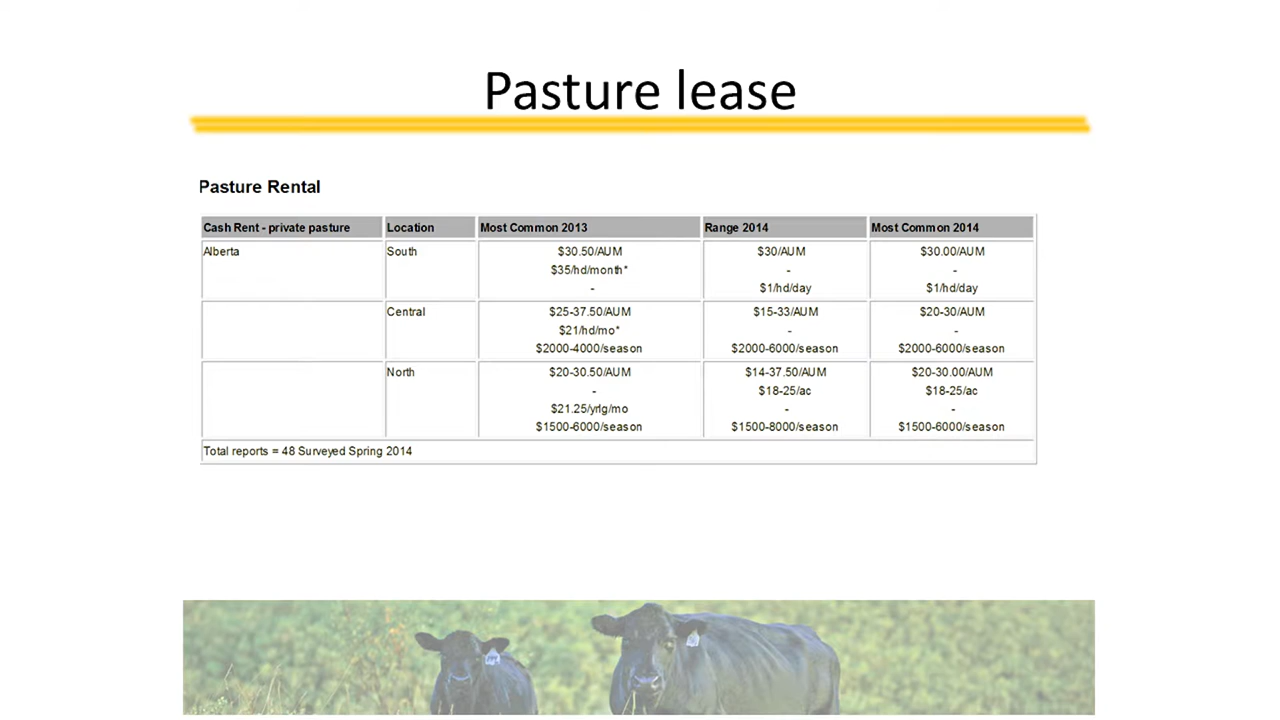 Pasture lease
Pasture Rental
Cash Rent - private pasture Location Most Common 2013 Range 2014 Most Common 2014
Alberta South $30.50/AUM $30/AUM $30.00/AUM
$35/hd/month* - -
- $1/hd/day $1/hd/day
Central $25-37.50/AUM $15-33/AUM $20-30/AUM
$21/hd/mo* - -
$2000-4000/season $2000-6000/season $2000-6000/season
North $20-30.50/AUM $14-37.50/AUM $20-30.00/AUM
- $18-25/ac $18-25/ac
$21.25/yrlg/mo - -
$1500-6000/season $1500-8000/season $1500-6000/season
Total reports = 48 Surveyed Spring 2014